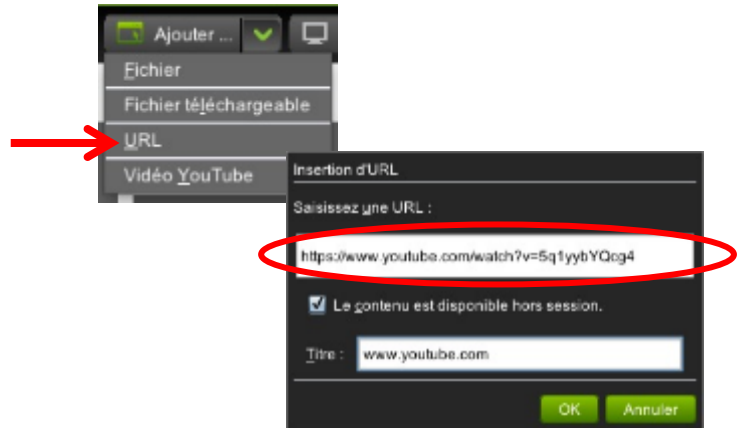 Ajouter ...
Fichier
Fichier téléchargeable
URL
Vidéo YouTube
Insertion d'URL
Saisissez une URL :
https://www.youtube.com/watch?v=5q1yybYQcg4
Le contenu est disponible hors session.
Titre : www.youtube.com
OK Annuler